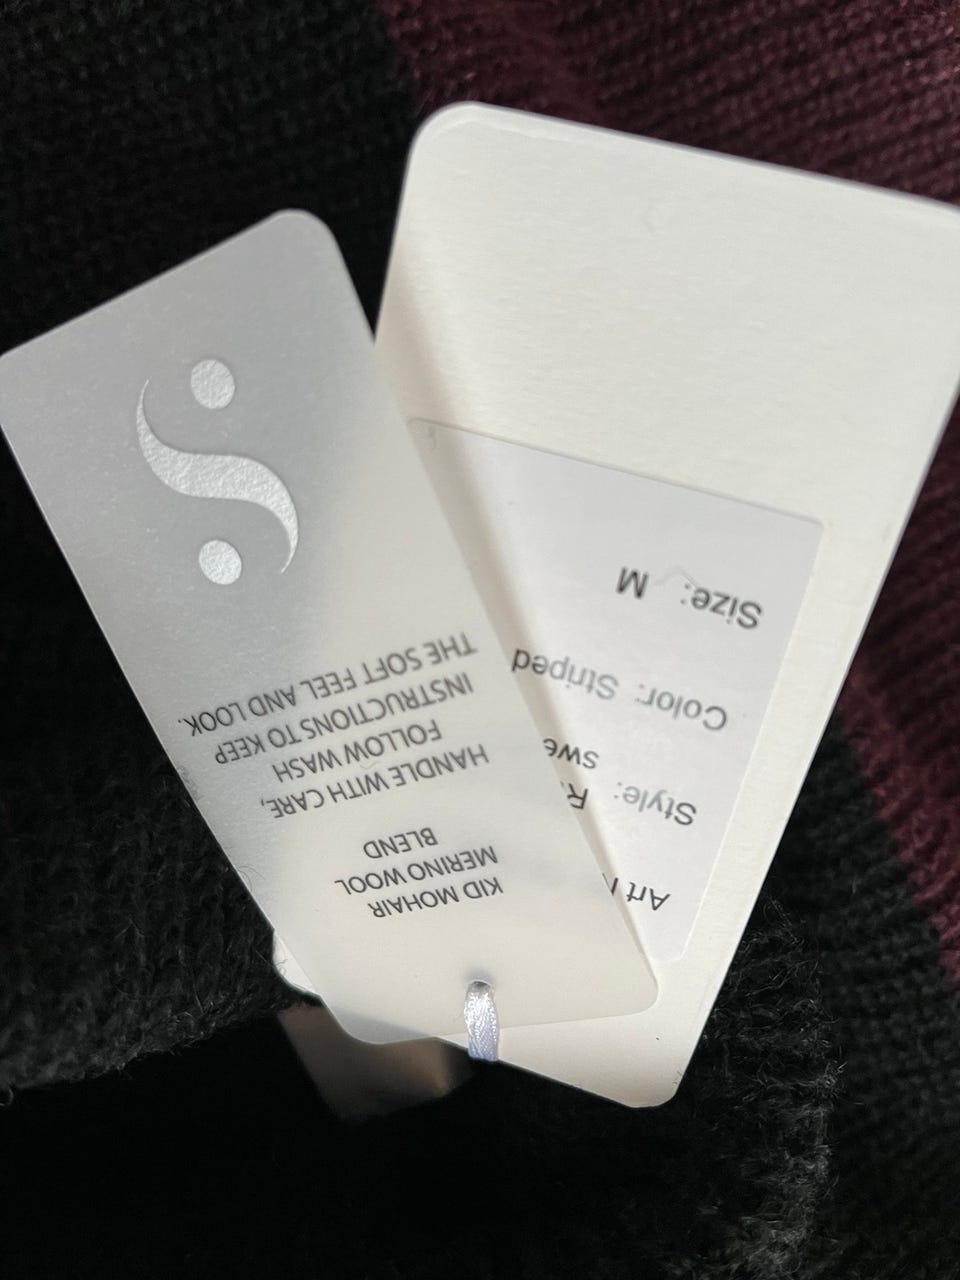 KID MOHAIR
MERINO WOOL
BLEND
HANDLE WITH CARE,
FOLLOW WASH
INSTRUCTIONS TO KEEP
THE SOFT FEEL AND LOOK.
Art
Style: R
swe
Color: Striped
Size: M